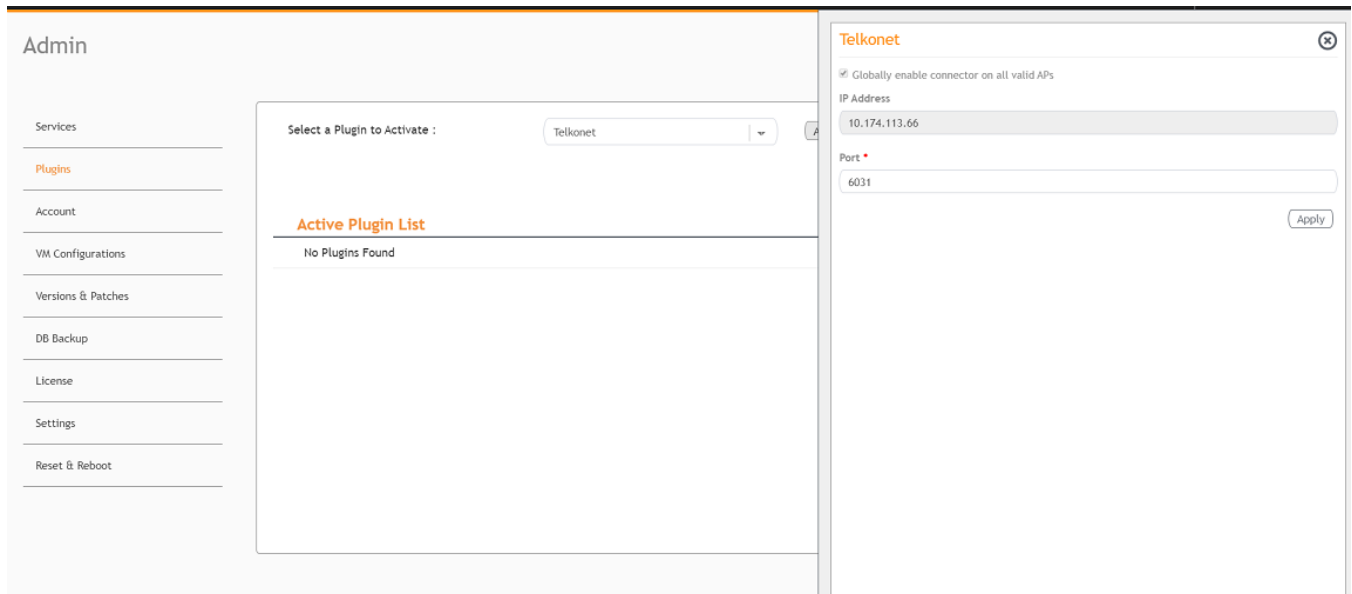 Admin
Services
Plugins
Account
VM Configurations
Versions & Patches
DB Backup
License
Settings
Reset & Reboot
Select a Plugin to Activate :
Telkonet
A
Active Plugin List
No Plugins Found
Telkonet
Globally enable connector on all valid APs
IP Address
10.174.113.66
Port *
6031
Apply